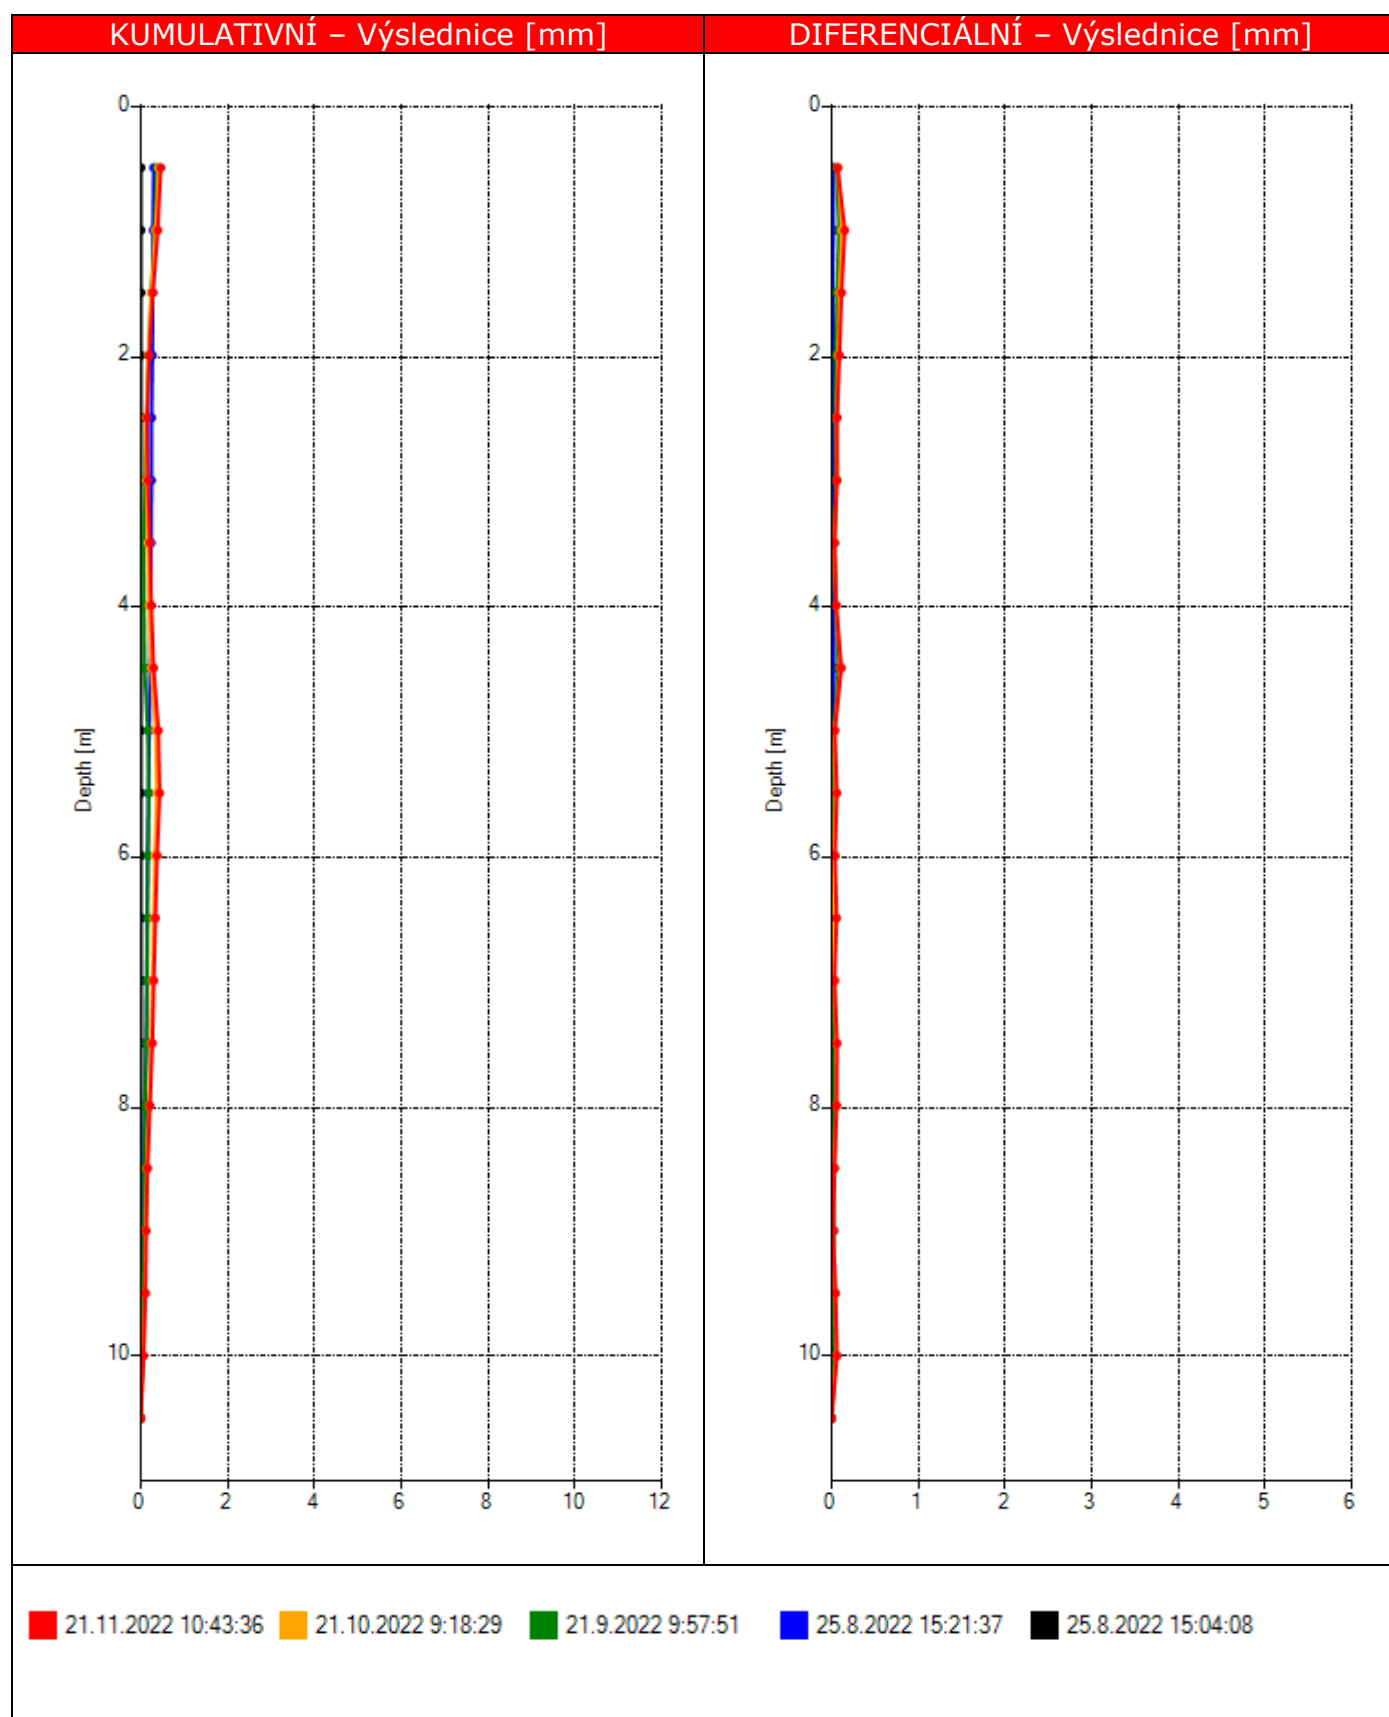 KUMULATIVNÍ – Výslednice [mm]
DIFERENCIÁLNÍ – Výslednice [mm]
0
2
4
6
8
10
Depth [m]
0 2 4 6 8 10 12
0
2
4
6
8
10
Depth [m]
0 1 2 3 4 5 6
21.11.2022 10:43:36 21.10.2022 9:18:29 21.9.2022 9:57:51 25.8.2022 15:21:37 25.8.2022 15:04:08